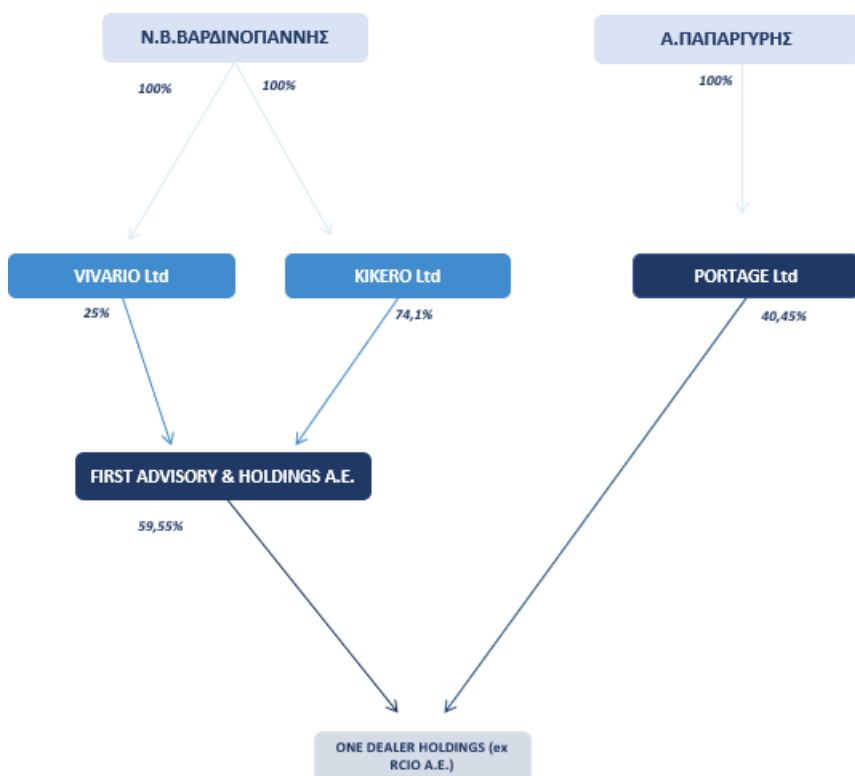 Ν.Β.ΒΑΡΔΙΝΟΓΙΑΝΝΗΣ
Α.ΠΑΠΑΡΓΥΡΗΣ
100%
100%
100%
VIVARIO Ltd
KIKERO Ltd
PORTAGE Ltd
25%
74,1%
40,45%
FIRST ADVISORY & HOLDINGS A.E.
59,55%
ONE DEALER HOLDINGS (ex
RCIO A.E.)